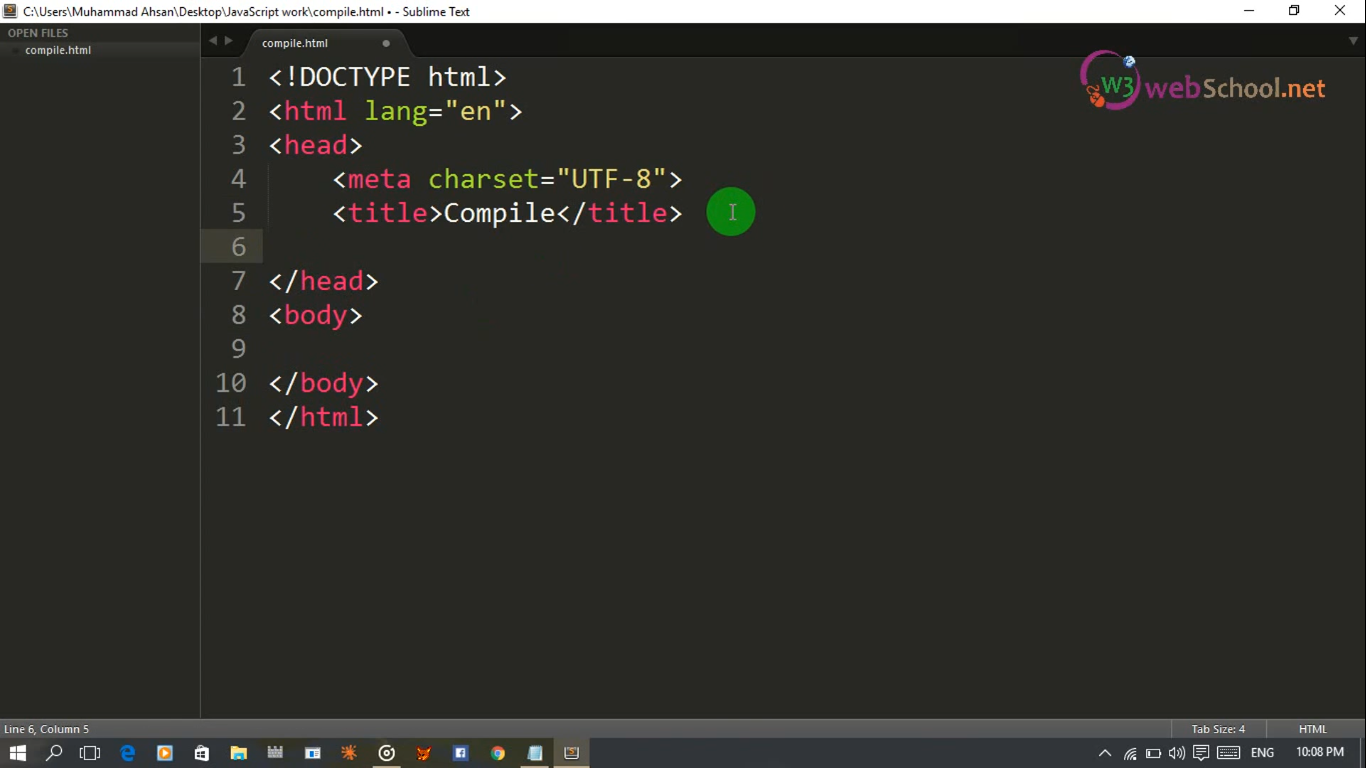 C:\Users\Muhammad Ahsan\Desktop\JavaScript work\compile.html • - Sublime Text
OPEN FILES
compile.html
compile.html
W3 webSchool.net
1 <!DOCTYPE html>
2 <html lang="en">
3 <head>
4 <meta charset="UTF-8">
5 <title>Compile</title>
6
7 </head>
8 <body>
9
10 </body>
11 </html>
Line 6, Column 5
Tab Size: 4
HTML
ENG
10:08 PM